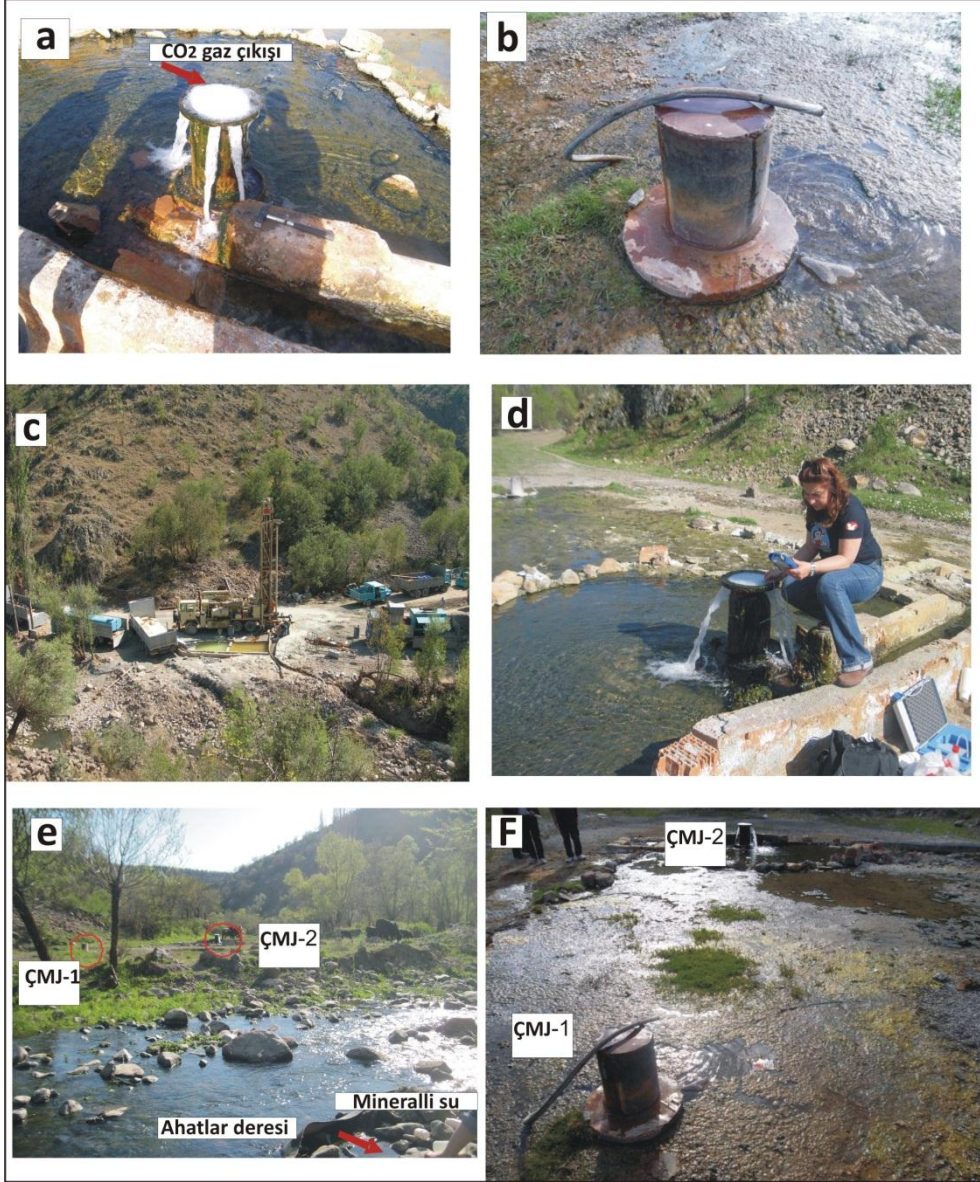 a
CO2 gaz çıkışı
b
c
d
e
ÇMJ-1
ÇMJ-2
Ahatlar deresi
Mineralli su
F
ÇMJ-2
ÇMJ-1